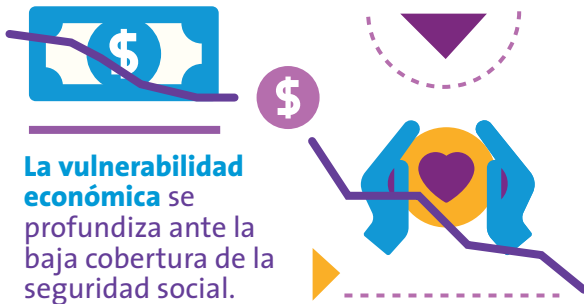 $
$
La vulnerabilidad
económica se
profundiza ante la
baja cobertura de la
seguridad social.